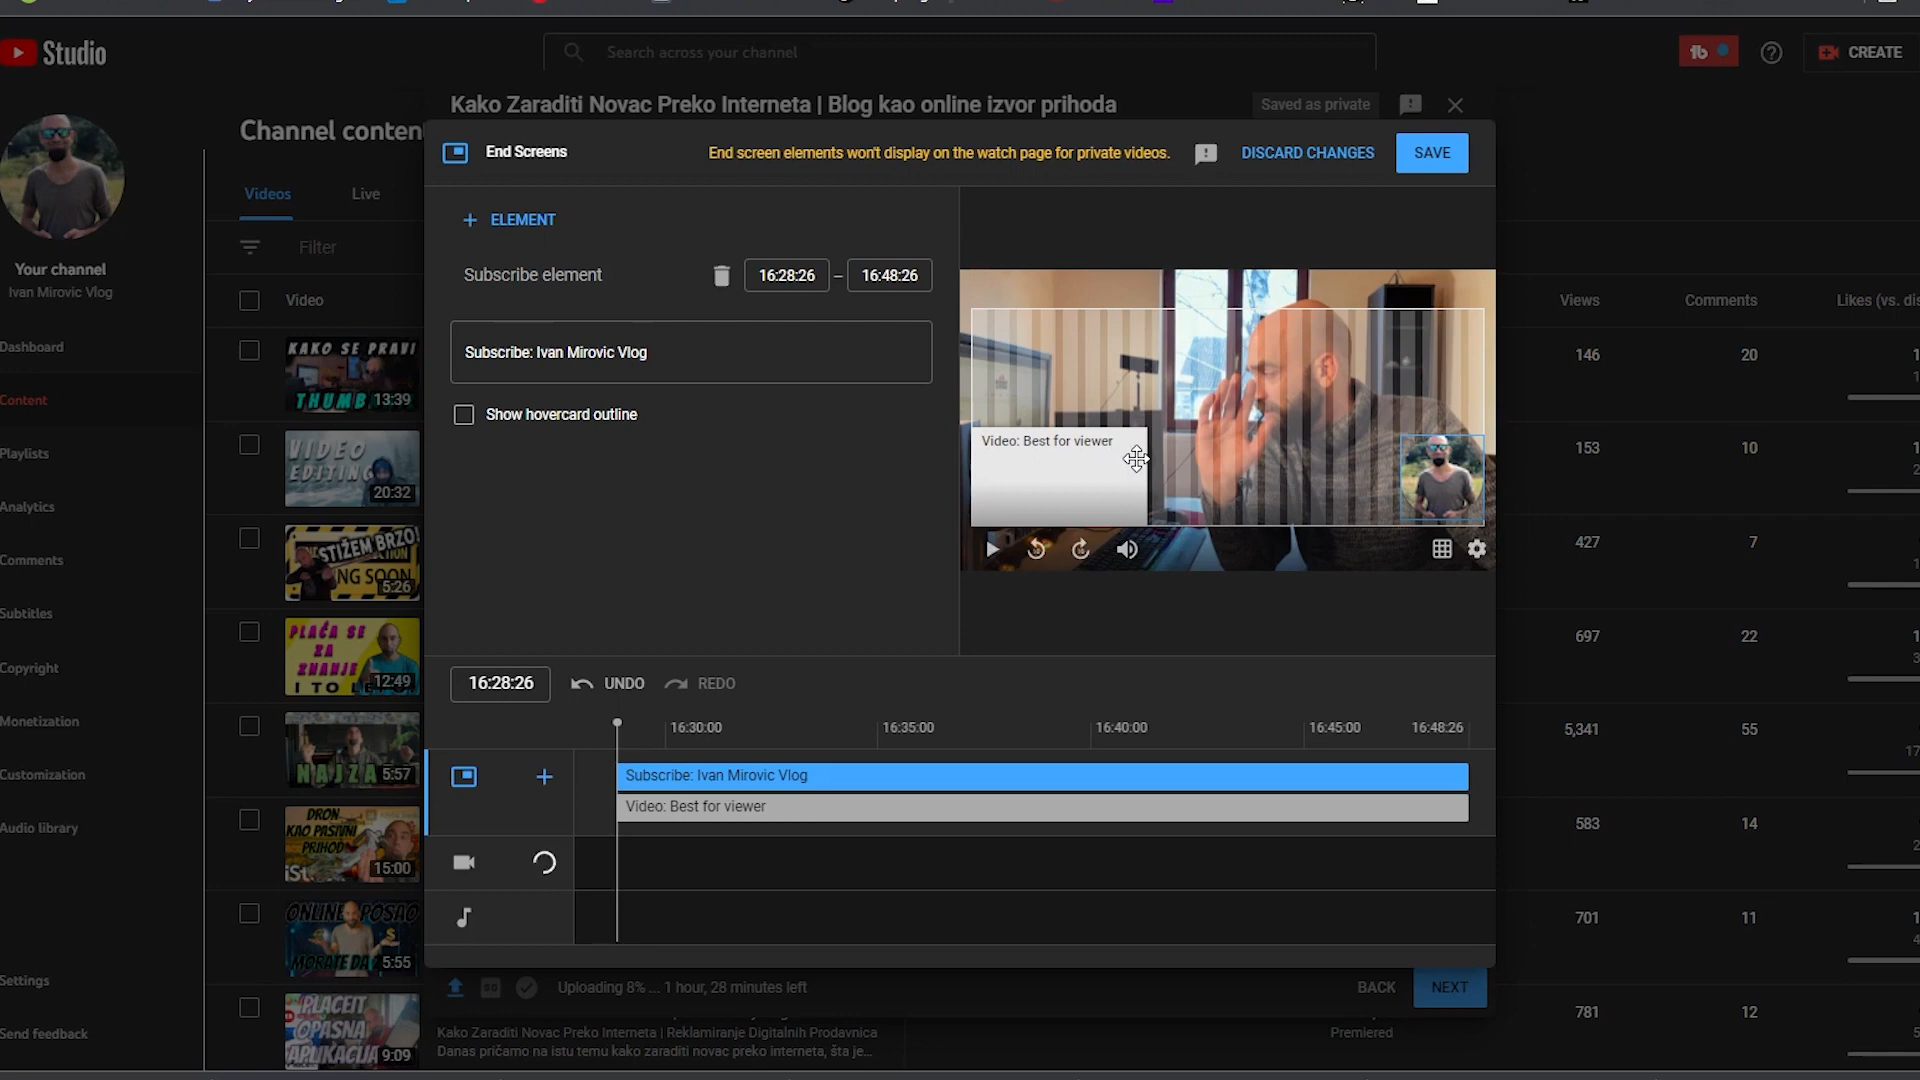 Studio
Search across your channel
CREATE
Kako Zaraditi Novac Preko Interneta | Blog kao online izvor prihoda
Saved as private
Channel conten
End Screens
End screen elements won't display on the watch page for private videos.
DISCARD CHANGES
SAVE
Videos
Live
+ ELEMENT
Filter
Your channel
Ivan Mirovic Vlog
Subscribe element
16:28:26 – 16:48:26
Video
Views
Comments
Likes (vs. dis
Subscribe: Ivan Mirovic Vlog
Show hovercard outline
Video: Best for viewer
Dashboard
Content
Playlists
Analytics
Comments
Subtitles
Copyright
Monetization
Customization
Audio library
Settings
Send feedback
KAKO SE PRAVI
THUMB
13:39
146
20
VIDEO
EDITING
20:32
153
10
STIŽEM BRZO!
NG SOON
5:26
427
7
PLAĆA SE
ZA
ZNANJE
I TO LE
12:49
697
22
NAJZA
5:57
5,341
55
17
DRON
KAO PASIVNI
PRIHOD
iSt
15:00
583
14
ONLINE POSAO
MORATE DA
5:55
701
11
PLACEIT
OPASNA
APLIKACIJA
9:09
781
12
16:28:26
UNDO
REDO
16:30:00
16:35:00
16:40:00
16:45:00
16:48:26
Subscribe: Ivan Mirovic Vlog
Video: Best for viewer
Uploading 8% ... 1 hour, 28 minutes left
BACK
NEXT
Kako Zaraditi Novac Preko Interneta | Reklamiranje Digitalnih Prodavnica
Danas pričamo na istu temu kako zaraditi novac preko interneta, šta je...
Premiered